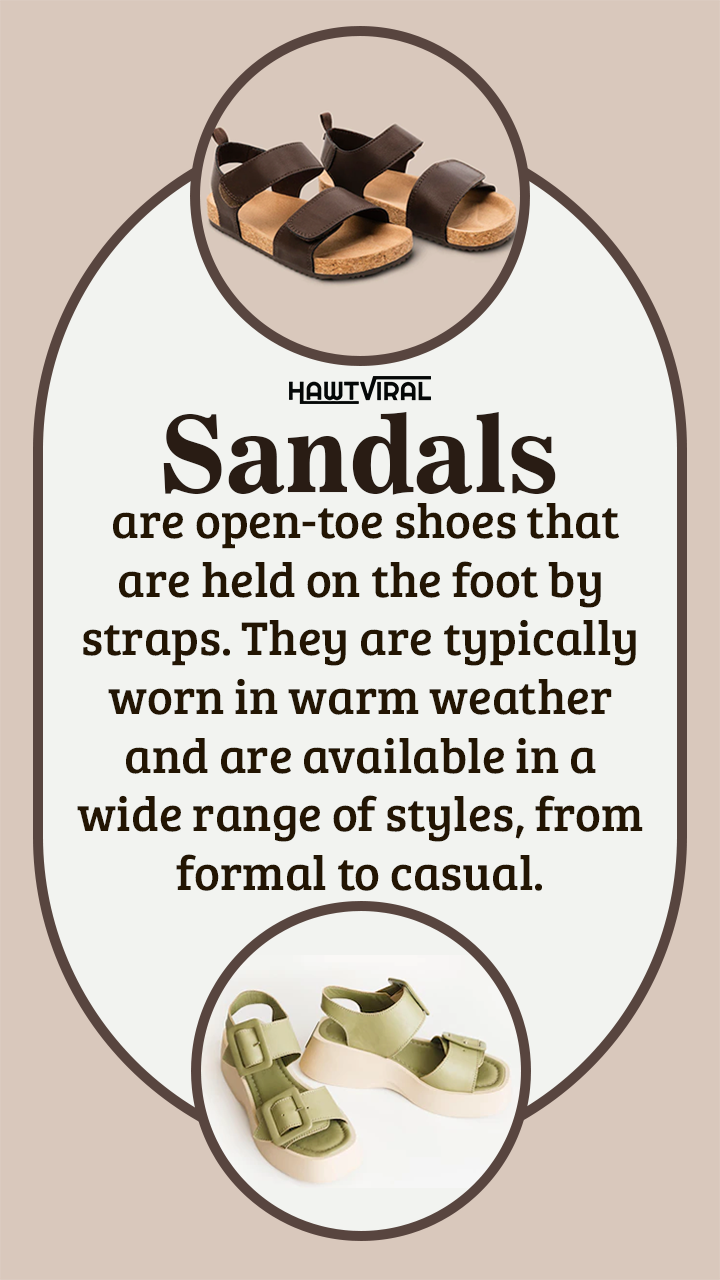 HAWTVIRAL
Sandals
are open-toe shoes that
are held on the foot by
straps. They are typically
worn in warm weather
and are available in a
wide range of styles, from
formal to casual.